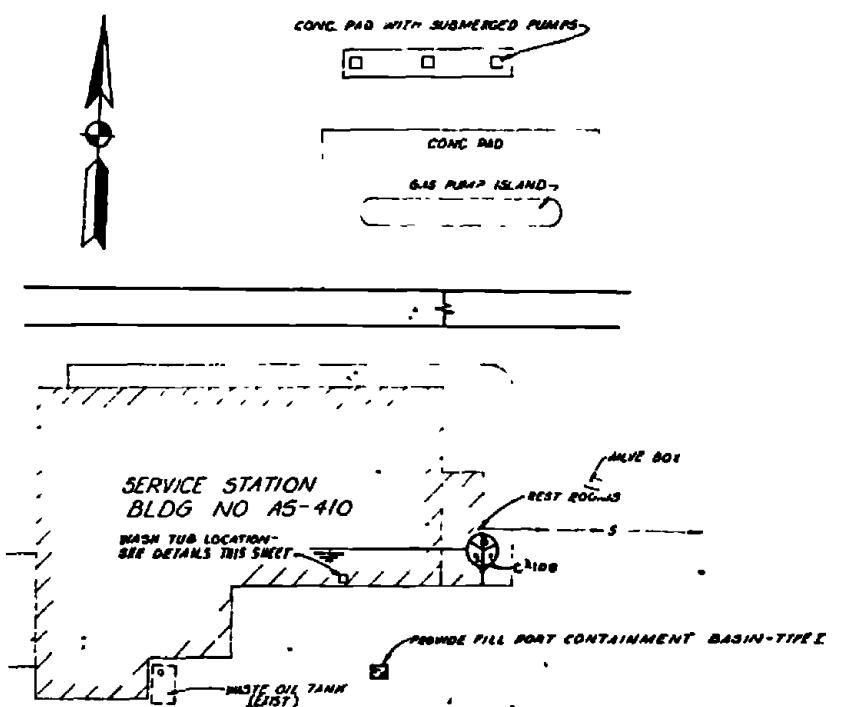 CONC. PAD WITH SUBMERGED PUMPS
CONC PAD
GAS PUMP ISLAND
VALVE BOX
SERVICE STATION
BLDG NO AS-410
REST ROOMS
S
WASH TUB LOCATION-
SEE DETAILS THIS SHEET
PROVIDE FILL PORT CONTAINMENT BASIN-TYPE I
WASTE OIL TANK
(EXIST)